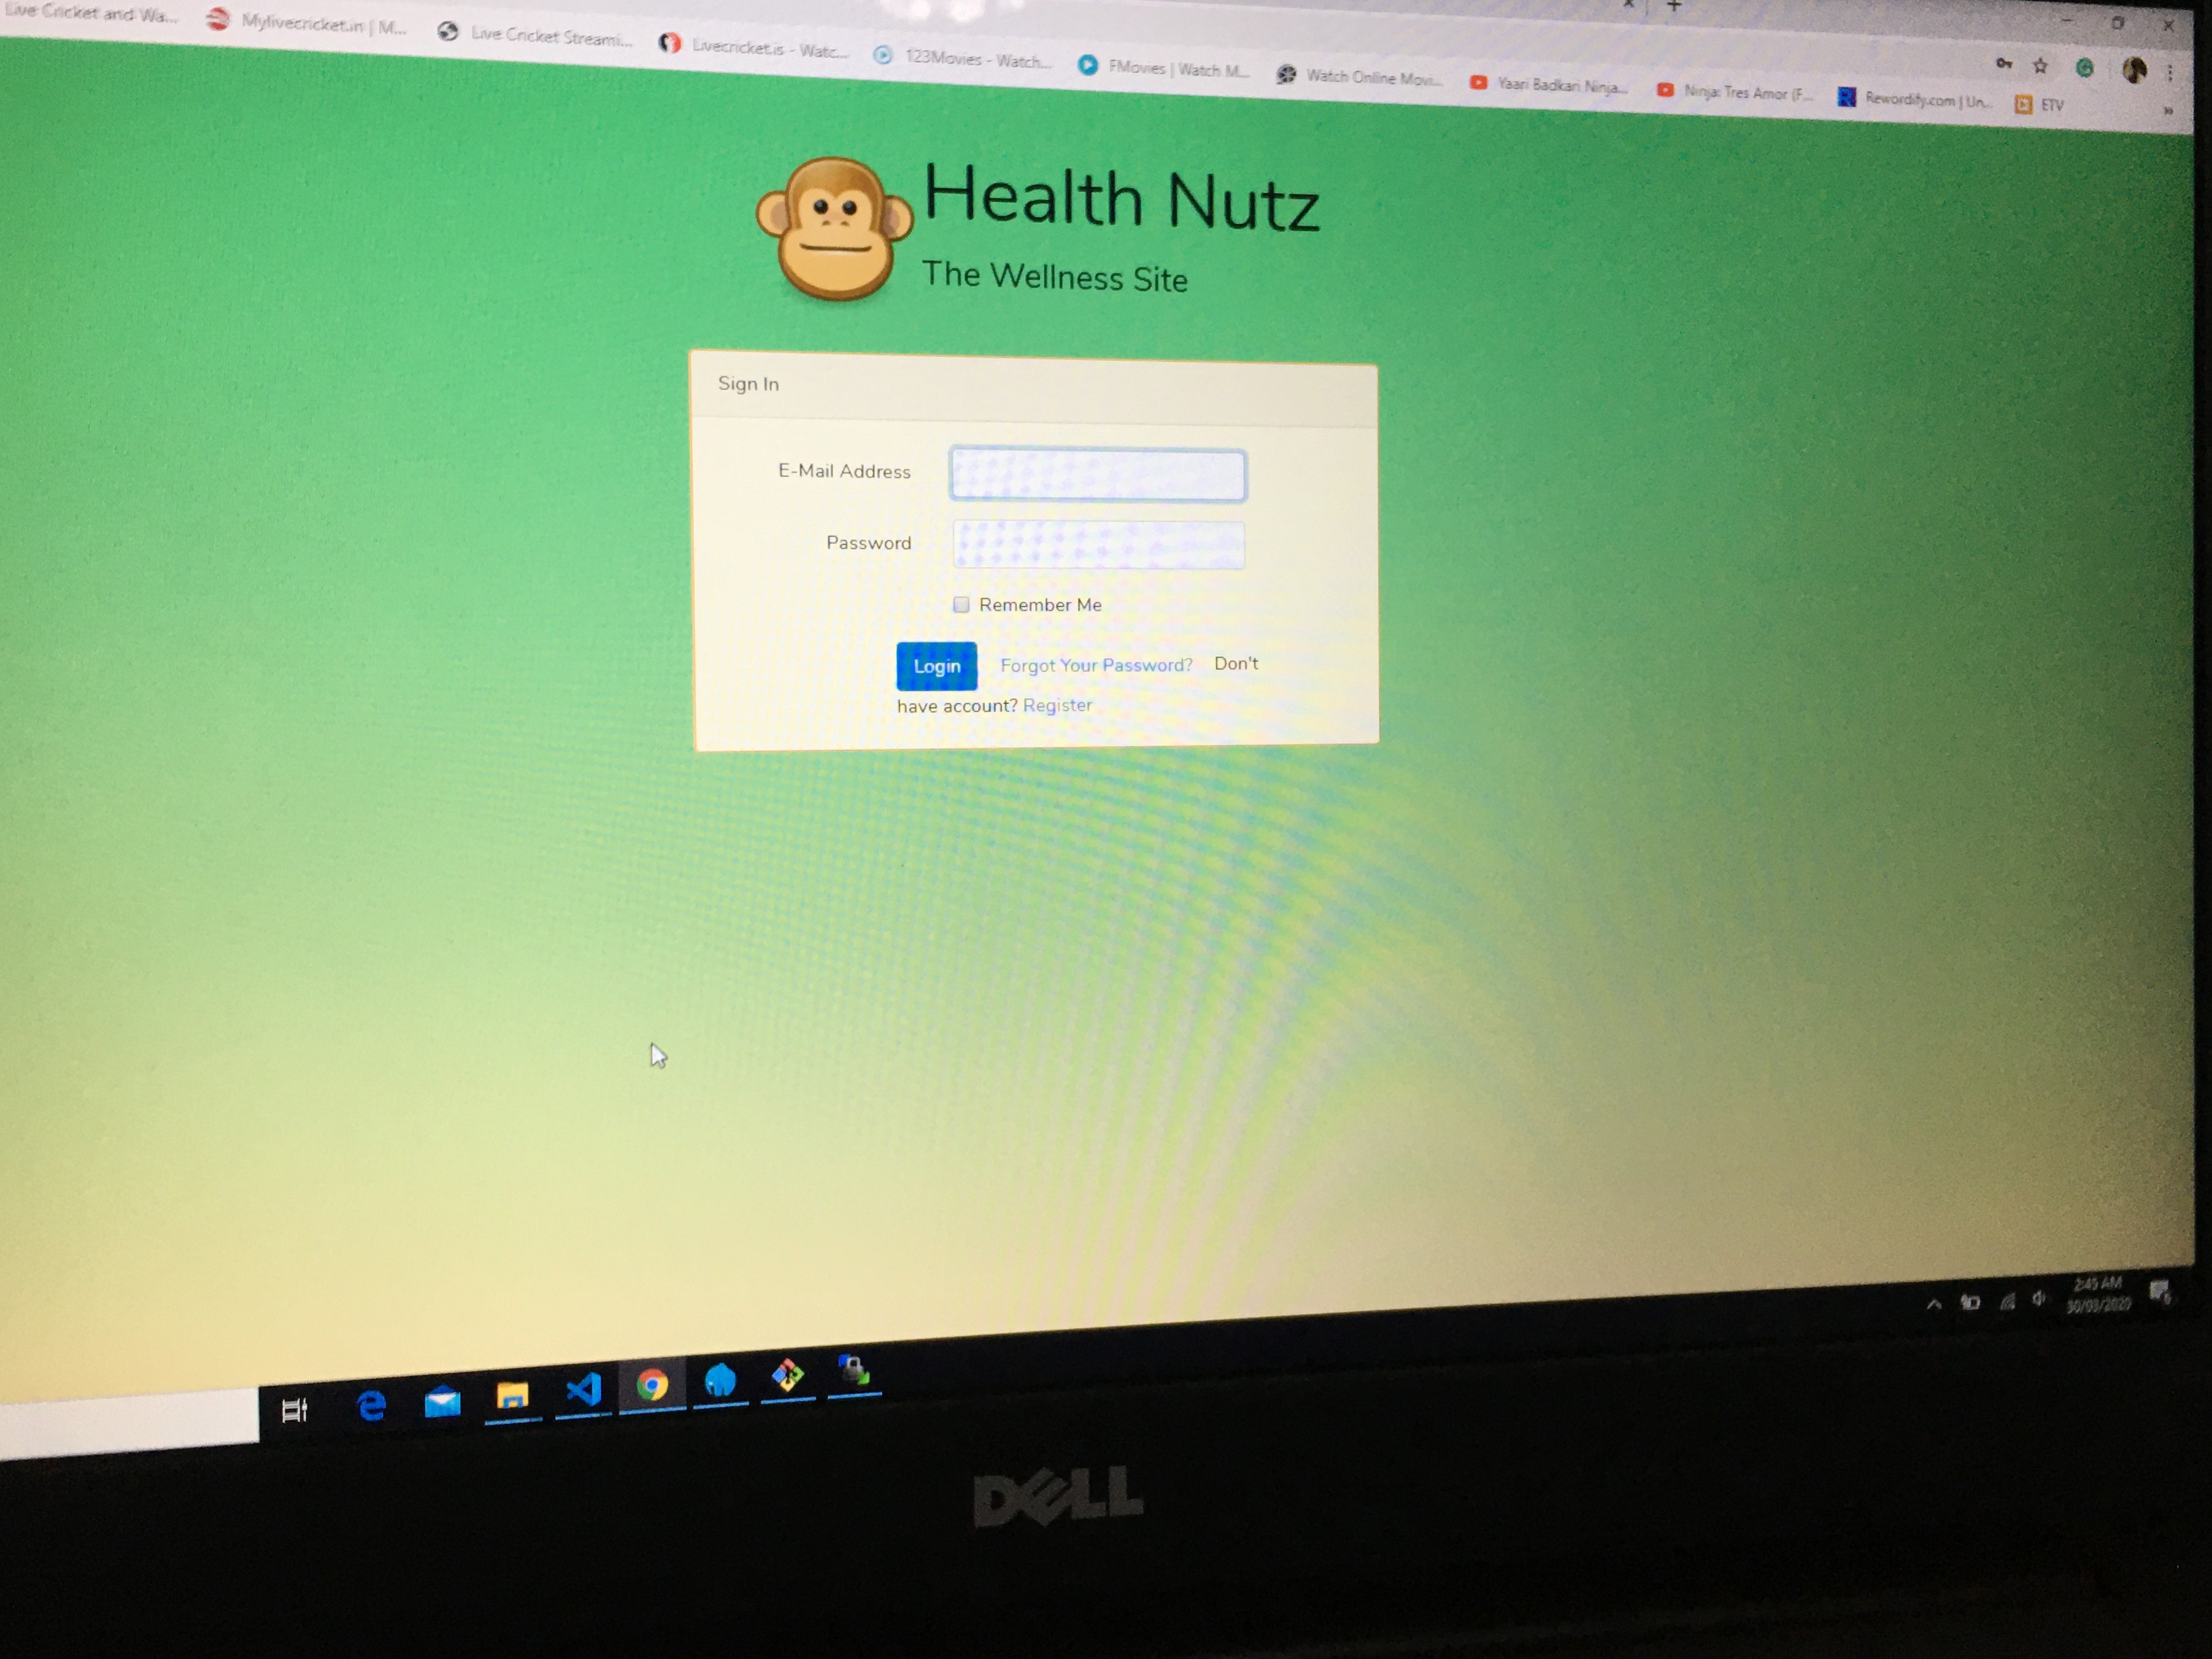 Live Cricket and Wa...
Mylivecricket.in | M...
Live Cricket Streami...
Livecricket.is - Watc...
123Movies - Watch...
FMovies | Watch M...
Watch Online Movi...
Yaari Badkari Ninja...
Ninja: Tres Amor (F...
Rewordify.com | Un...
ETV
Health Nutz
The Wellness Site
Sign In
E-Mail Address
Password
Remember Me
Login Forgot Your Password? Don't
have account? Register
2:45 AM
30/03/2020
DELL